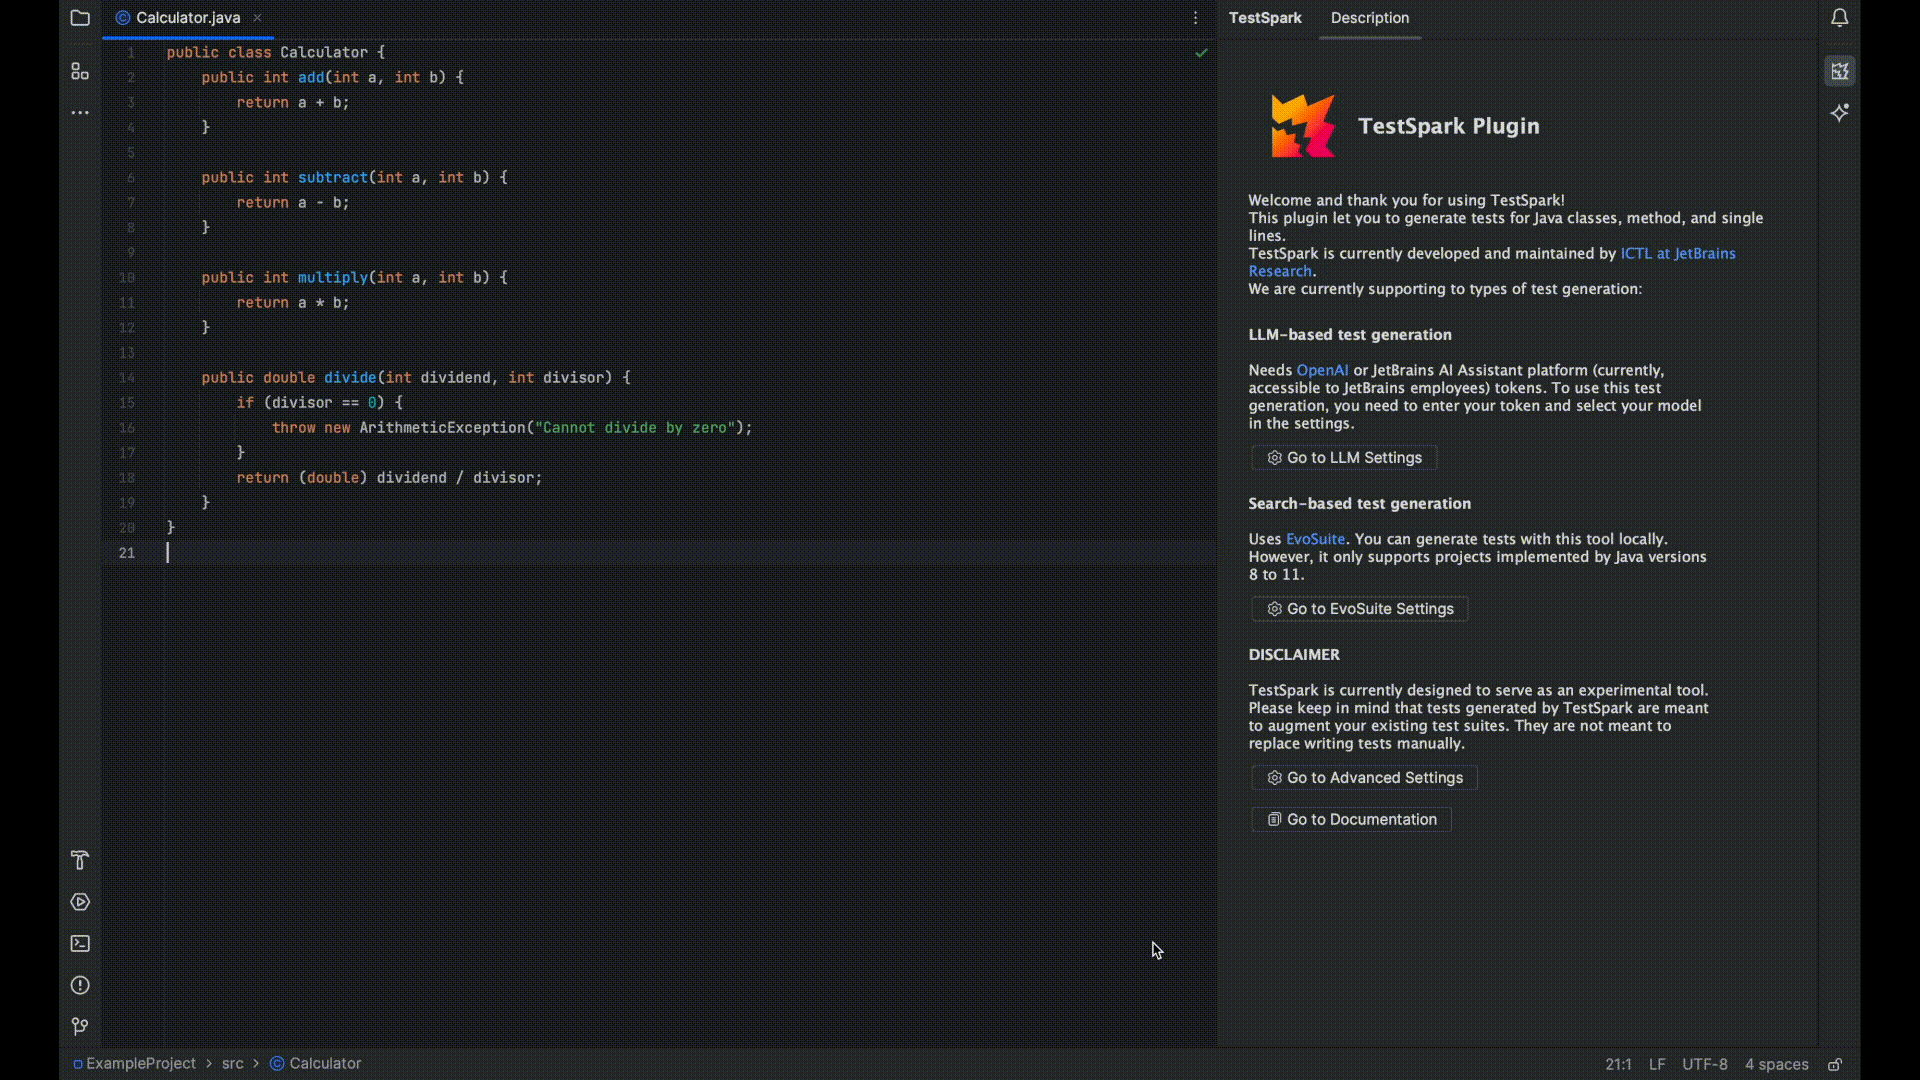 Calculator.java
1 public class Calculator {
2 public int add(int a, int b) {
3 return a + b;
4 }
5
6 public int subtract(int a, int b) {
7 return a - b;
8 }
9
10 public int multiply(int a, int b) {
11 return a * b;
12 }
13
14 public double divide(int dividend, int divisor) {
15 if (divisor == 0) {
16 throw new ArithmeticException("Cannot divide by zero");
17 }
18 return (double) dividend / divisor;
19 }
20 }
21
TestSpark Description
TestSpark Plugin
Welcome and thank you for using TestSpark!
This plugin let you to generate tests for Java classes, method, and single
lines.
TestSpark is currently developed and maintained by ICTL at JetBrains
Research.
We are currently supporting to types of test generation:
LLM-based test generation
Needs OpenAI or JetBrains AI Assistant platform (currently,
accessible to JetBrains employees) tokens. To use this test
generation, you need to enter your token and select your model
in the settings.
Go to LLM Settings
Search-based test generation
Uses EvoSuite. You can generate tests with this tool locally.
However, it only supports projects implemented by Java versions
8 to 11.
Go to EvoSuite Settings
DISCLAIMER
TestSpark is currently designed to serve as an experimental tool.
Please keep in mind that tests generated by TestSpark are meant
to augment your existing test suites. They are not meant to
replace writing tests manually.
Go to Advanced Settings
Go to Documentation
ExampleProject > src > Calculator
21:1 LF UTF-8 4 spaces